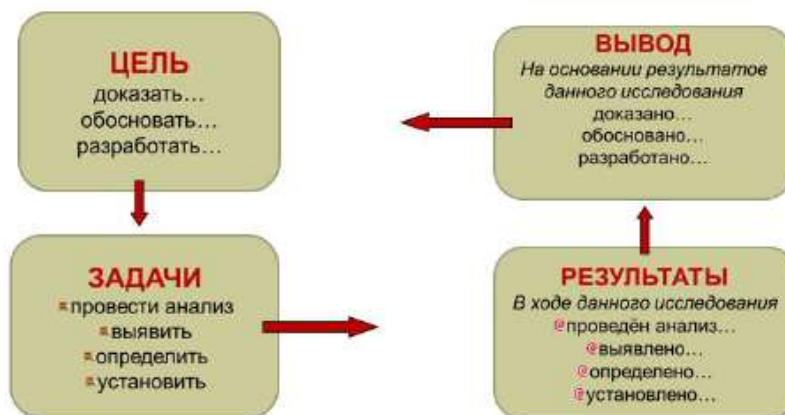 ЦЕЛЬ
доказать…
обосновать…
разработать…
ЗАДАЧИ
провести анализ
выявить
определить
установить
РЕЗУЛЬТАТЫ
В ходе данного исследования
@проведён анализ…
@выявлено…
@определено…
@установлено…
ВЫВОД
На основании результатов
данного исследования
доказано…
обосновано…
разработано…